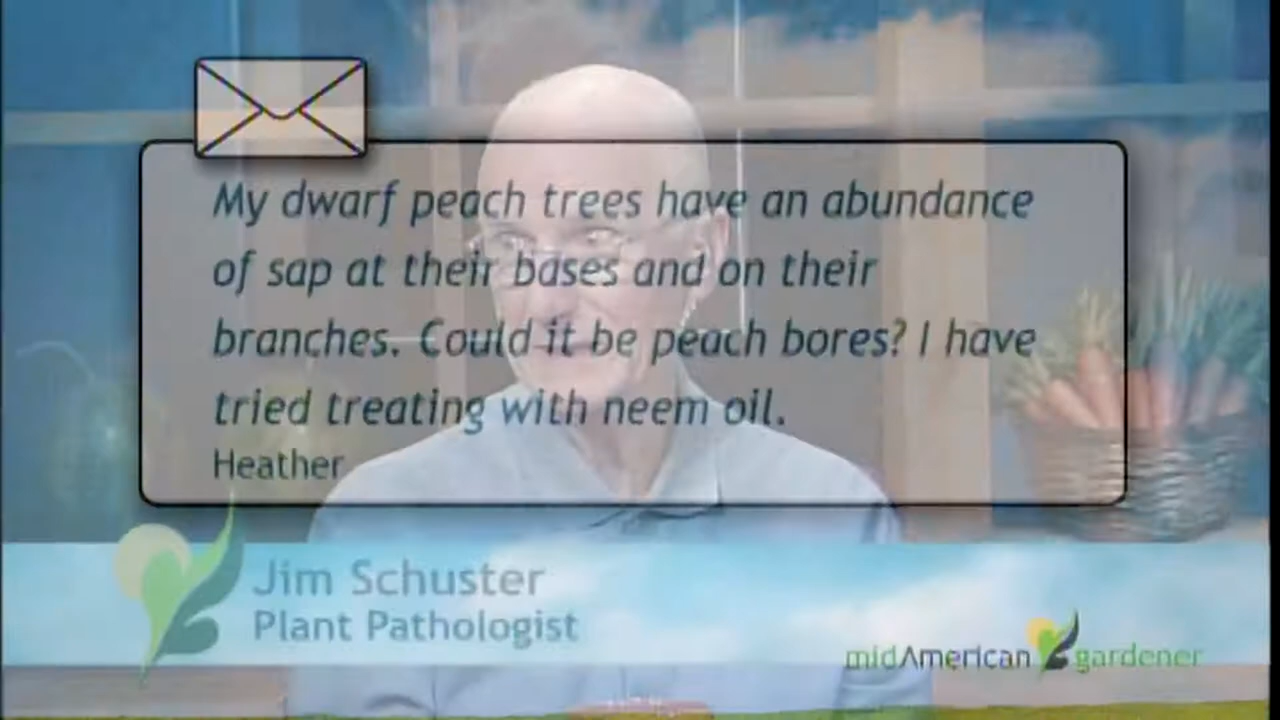 My dwarf peach trees have an abundance
of sap at their bases and on their
branches. Could it be peach bores? I have
tried treating with neem oil.
Heather
Jim Schuster
Plant Pathologist
midAmerican gardener